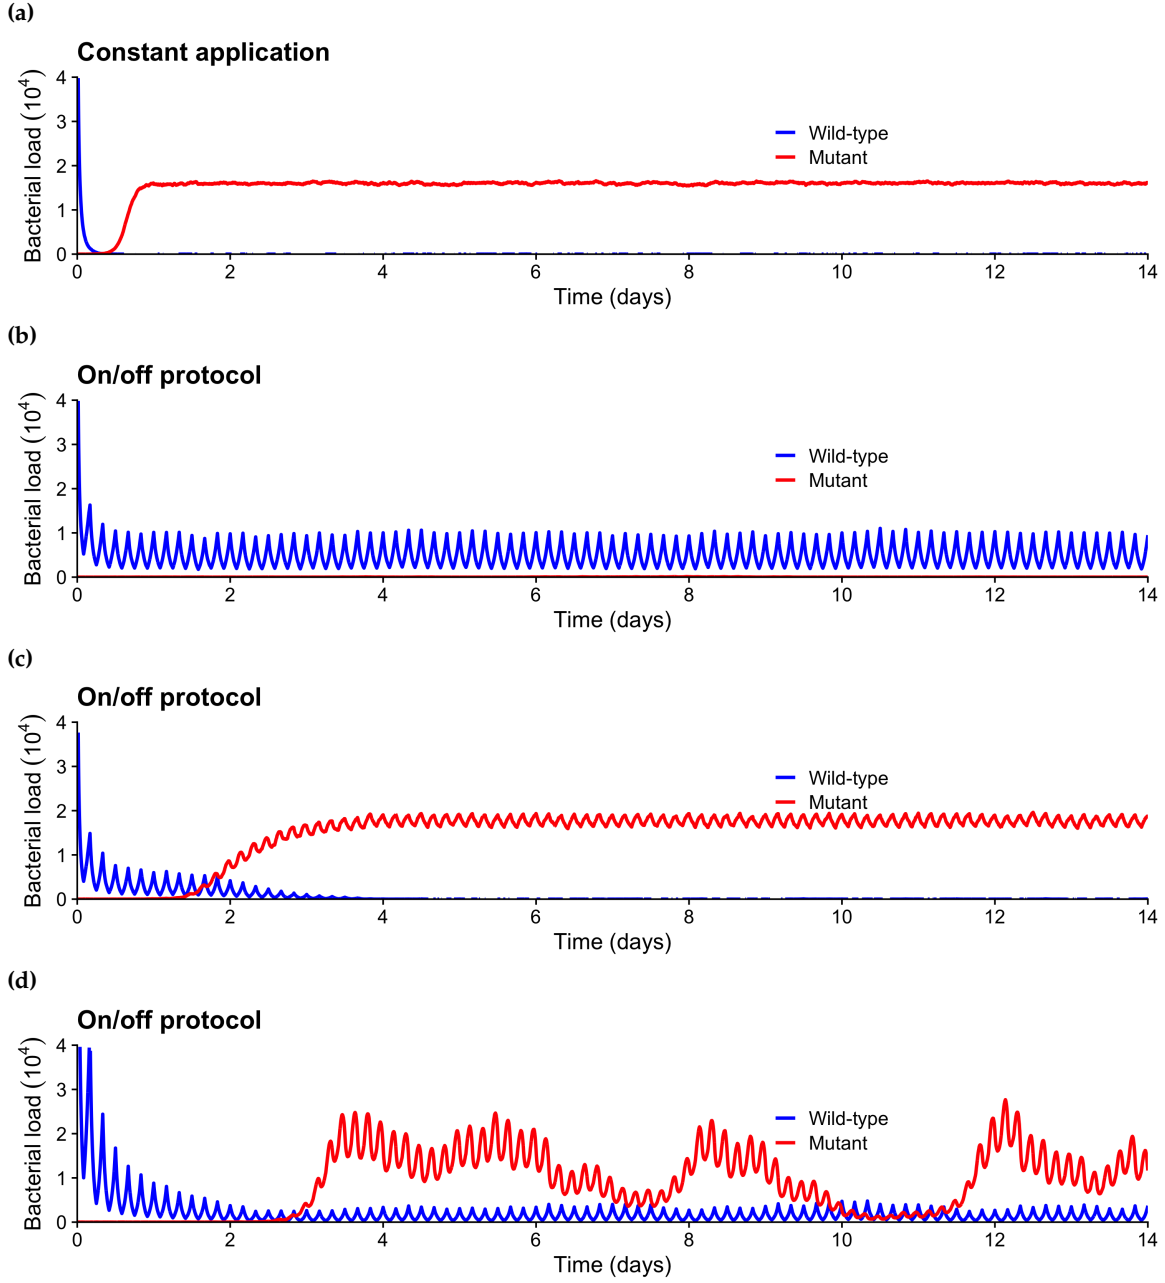 (a)
Constant application
Bacterial load (10⁴)
4
3
2
1
0
Wild-type
Mutant
0 2 4 6 8 10 12 14
Time (days)
(b)
On/off protocol
Bacterial load (10⁴)
4
3
2
1
0
Wild-type
Mutant
0 2 4 6 8 10 12 14
Time (days)
(c)
On/off protocol
Bacterial load (10⁴)
4
3
2
1
0
Wild-type
Mutant
0 2 4 6 8 10 12 14
Time (days)
(d)
On/off protocol
Bacterial load (10⁴)
4
3
2
1
0
Wild-type
Mutant
0 2 4 6 8 10 12 14
Time (days)